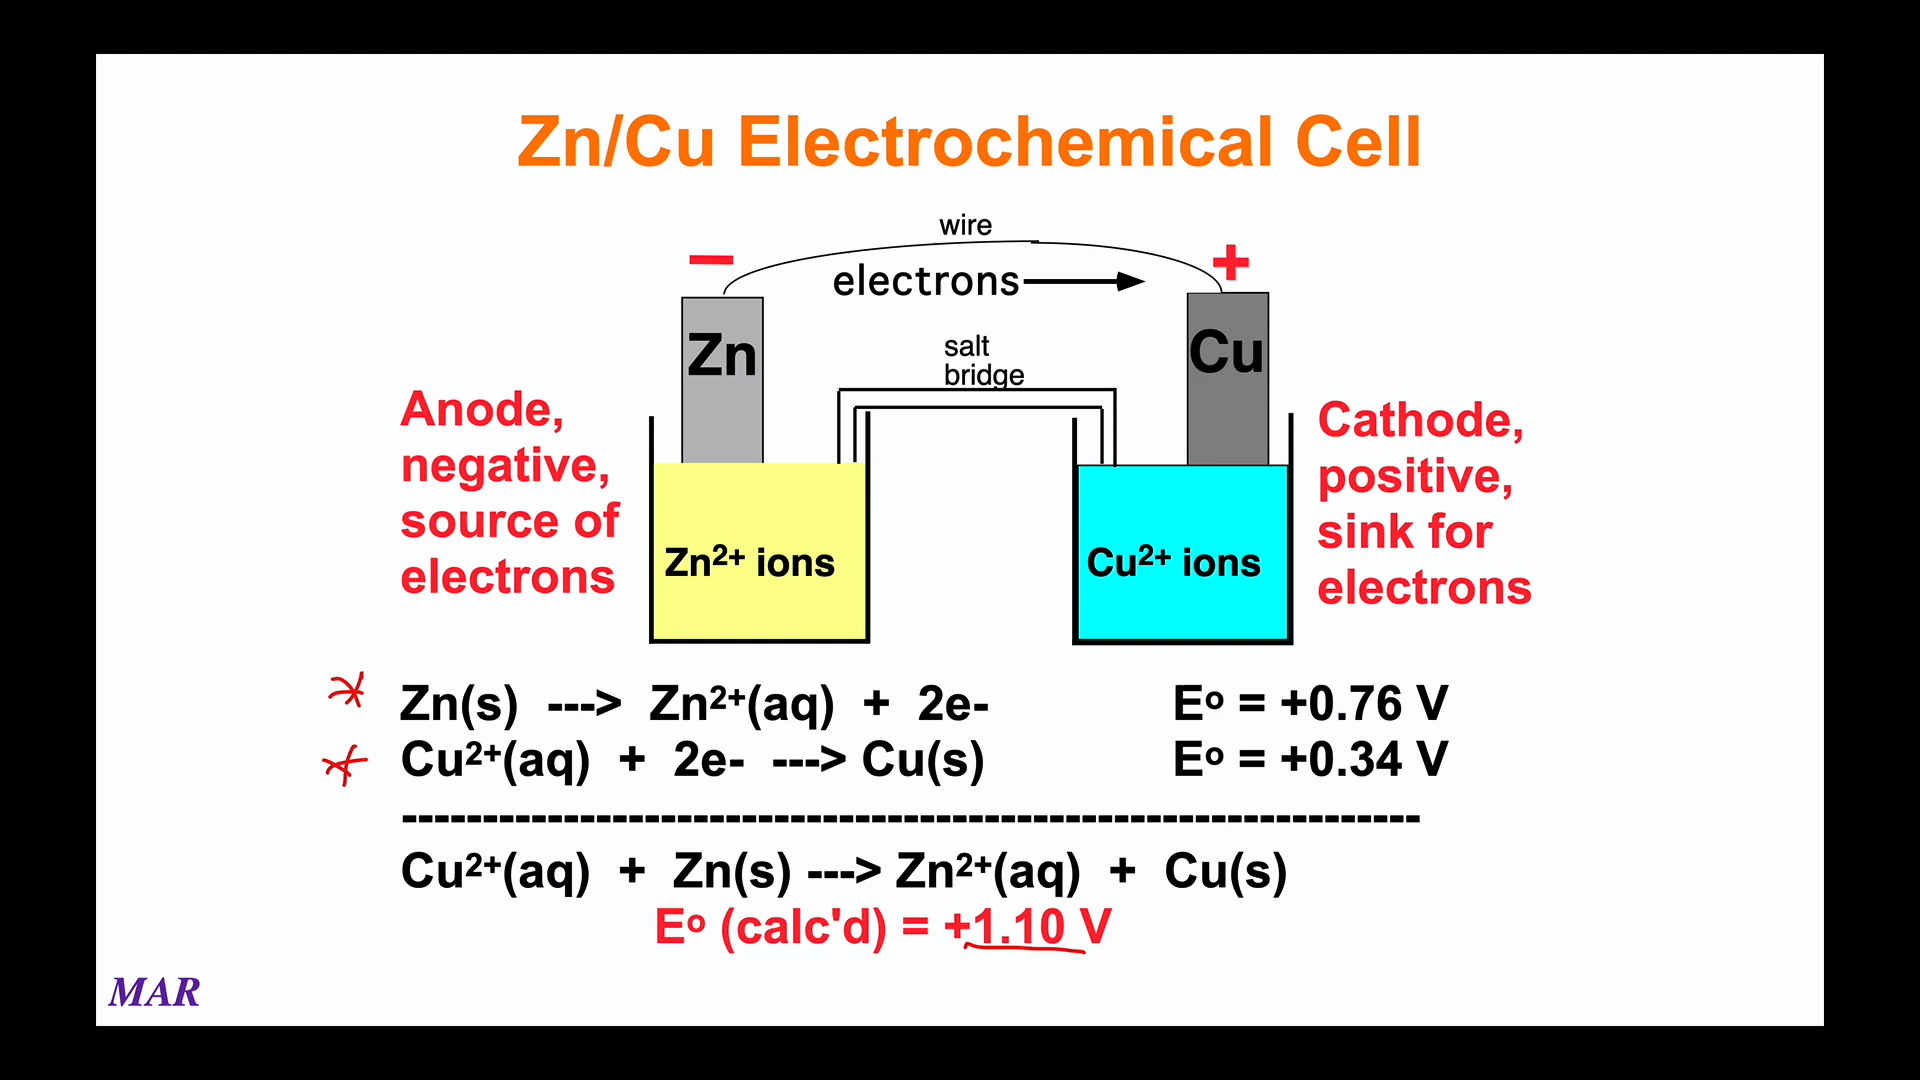 Zn/Cu Electrochemical Cell
wire
− +
electrons
Zn
Cu
salt
bridge
Anode,
negative,
source of
electrons
Cathode,
positive,
sink for
electrons
Zn²⁺ ions
Cu²⁺ ions
Zn(s) ---> Zn²⁺(aq) + 2e- Eº = +0.76 V
Cu²⁺(aq) + 2e- ---> Cu(s) Eº = +0.34 V
---------------------------------------------------------------
Cu²⁺(aq) + Zn(s) ---> Zn²⁺(aq) + Cu(s)
Eº (calc'd) = +1.10 V
MAR